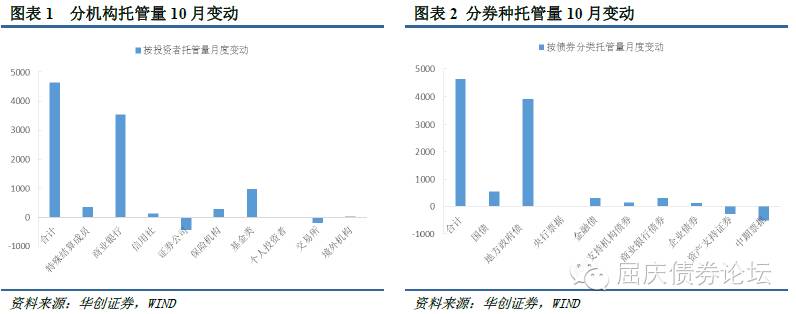 图表 1 分机构托管量 10 月变动
按投资者托管量月度变动
5000
4000
3000
2000
1000
0
-1000
合计
特殊结算成员
商业银行
信用社
证券公司
保险机构
基金类
个人投资者
交易所
境外机构
资料来源：华创证券，WIND
图表 2 分券种托管量 10 月变动
按债券分类托管量月度变动
5000
4000
3000
2000
1000
0
-1000
合计
国债
地方政府债
央行票据
金融债
支持机构债券
商业银行债券
企业债券
资产支持证券
中期票据
屈庆债券论坛
资料来源：华创证券，WIND